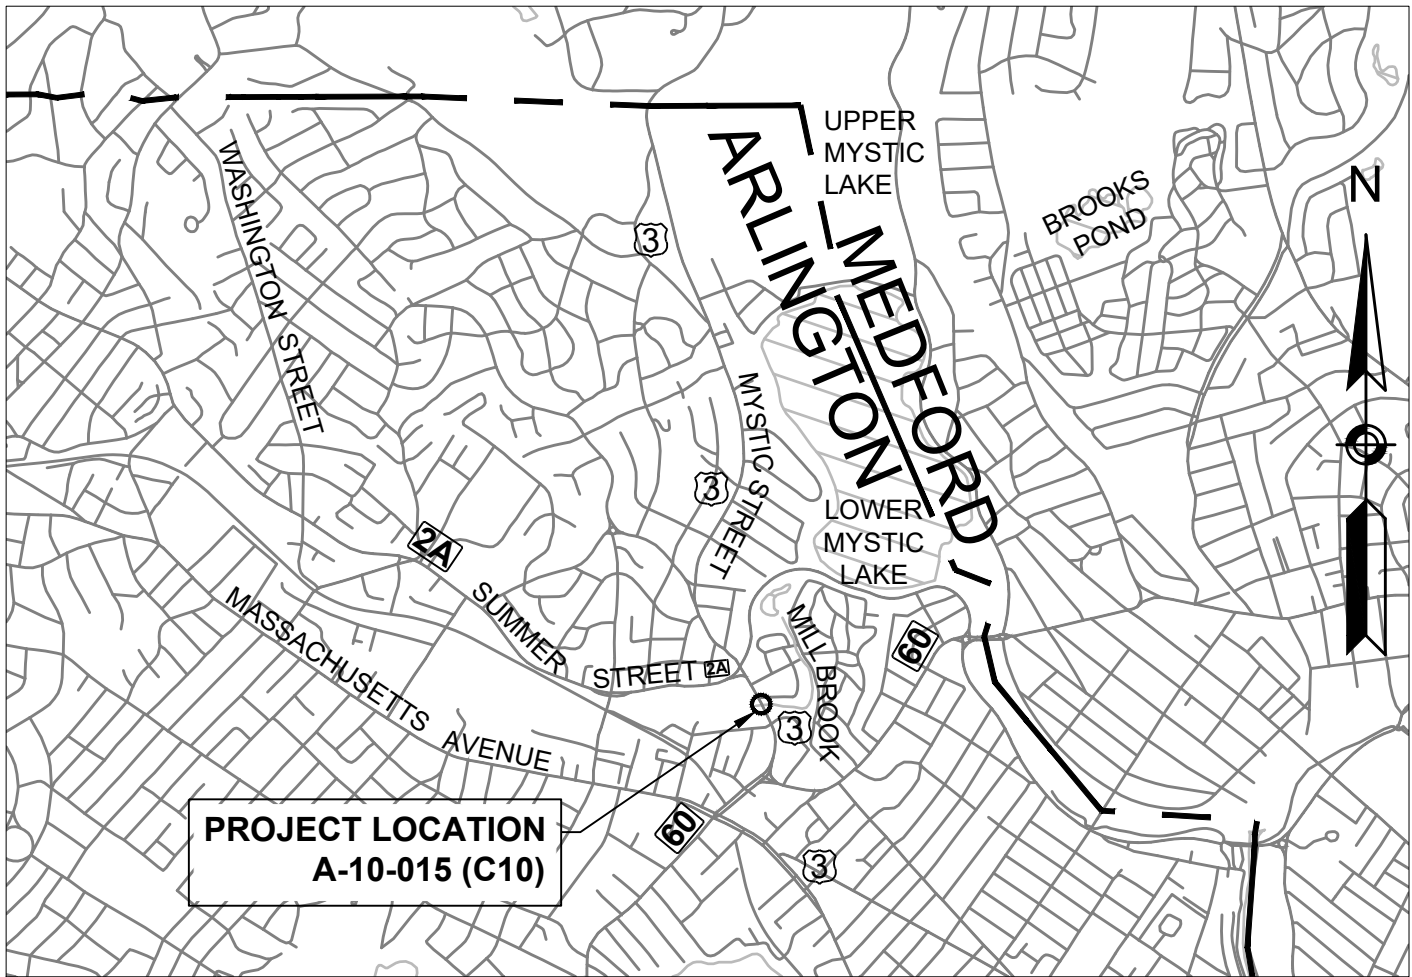 UPPER
MYSTIC
LAKE
ARLINGTON
MEDFORD
BROOKS
POND
N
WASHINGTON STREET
3
MYSTIC STREET
3
LOWER
MYSTIC
LAKE
2A
SUMMER STREET 2A
MASSACHUSETTS AVENUE
MILL BROOK
60
3
PROJECT LOCATION
A-10-015 (C10)
60
3